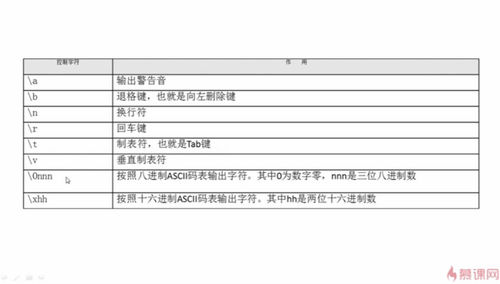 控制字符 作 用
\a 输出警告音
\b 退格键，也就是向左删除键
\n 换行符
\r 回车键
\t 制表符，也就是Tab键
\v 垂直制表符
\0nnn 按照八进制ASCII码表输出字符。其中0为数字零，nnn是三位八进制数
\xhh 按照十六进制ASCII码表输出字符。其中hh是两位十六进制数
慕课网